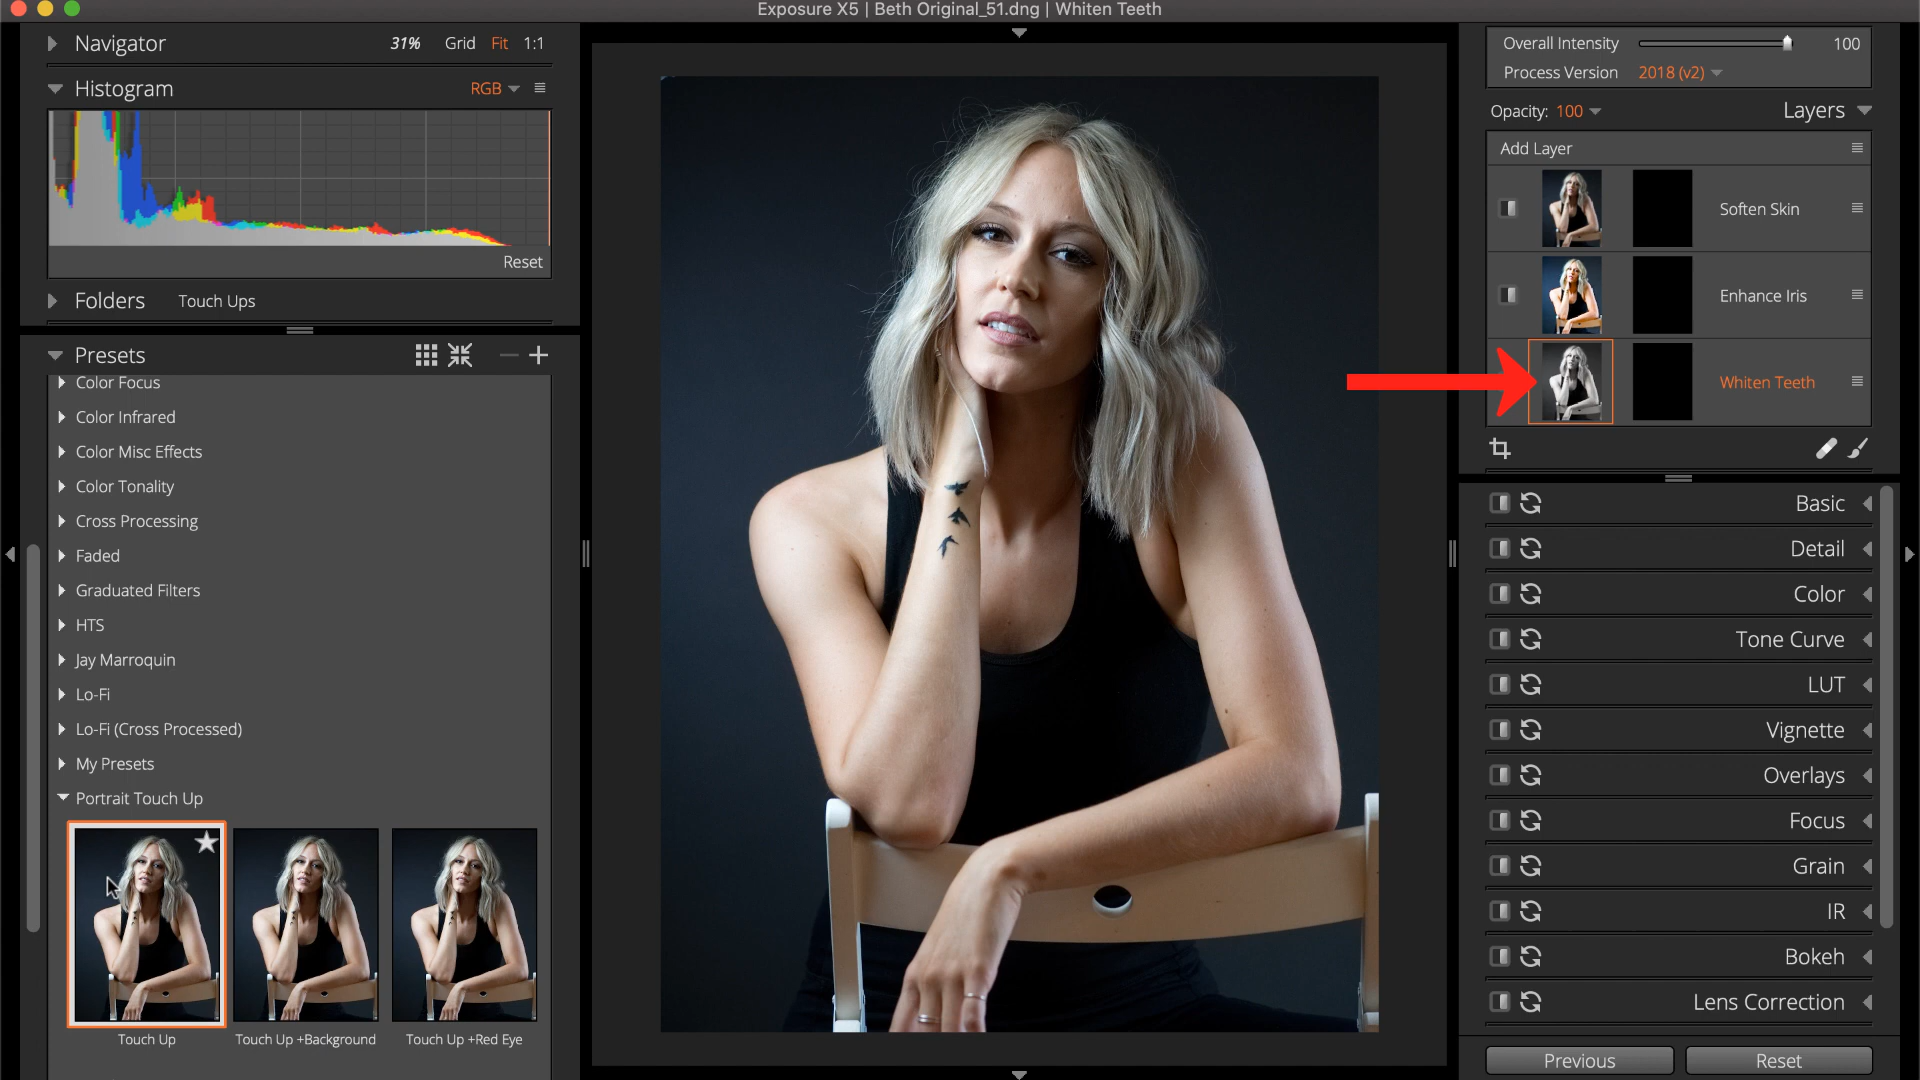 Exposure X5 | Beth Original_51.dng | Whiten Teeth
Navigator 31% Grid Fit 1:1
Histogram RGB
Reset
Folders Touch Ups
Presets
Color Focus
Color Infrared
Color Misc Effects
Color Tonality
Cross Processing
Faded
Graduated Filters
HTS
Jay Marroquin
Lo-Fi
Lo-Fi (Cross Processed)
My Presets
Portrait Touch Up
Touch Up Touch Up +Background Touch Up +Red Eye
Overall Intensity 100
Process Version 2018 (v2)
Opacity: 100 Layers
Add Layer
Soften Skin
Enhance Iris
Whiten Teeth
Basic
Detail
Color
Tone Curve
LUT
Vignette
Overlays
Focus
Grain
IR
Bokeh
Lens Correction
Previous Reset